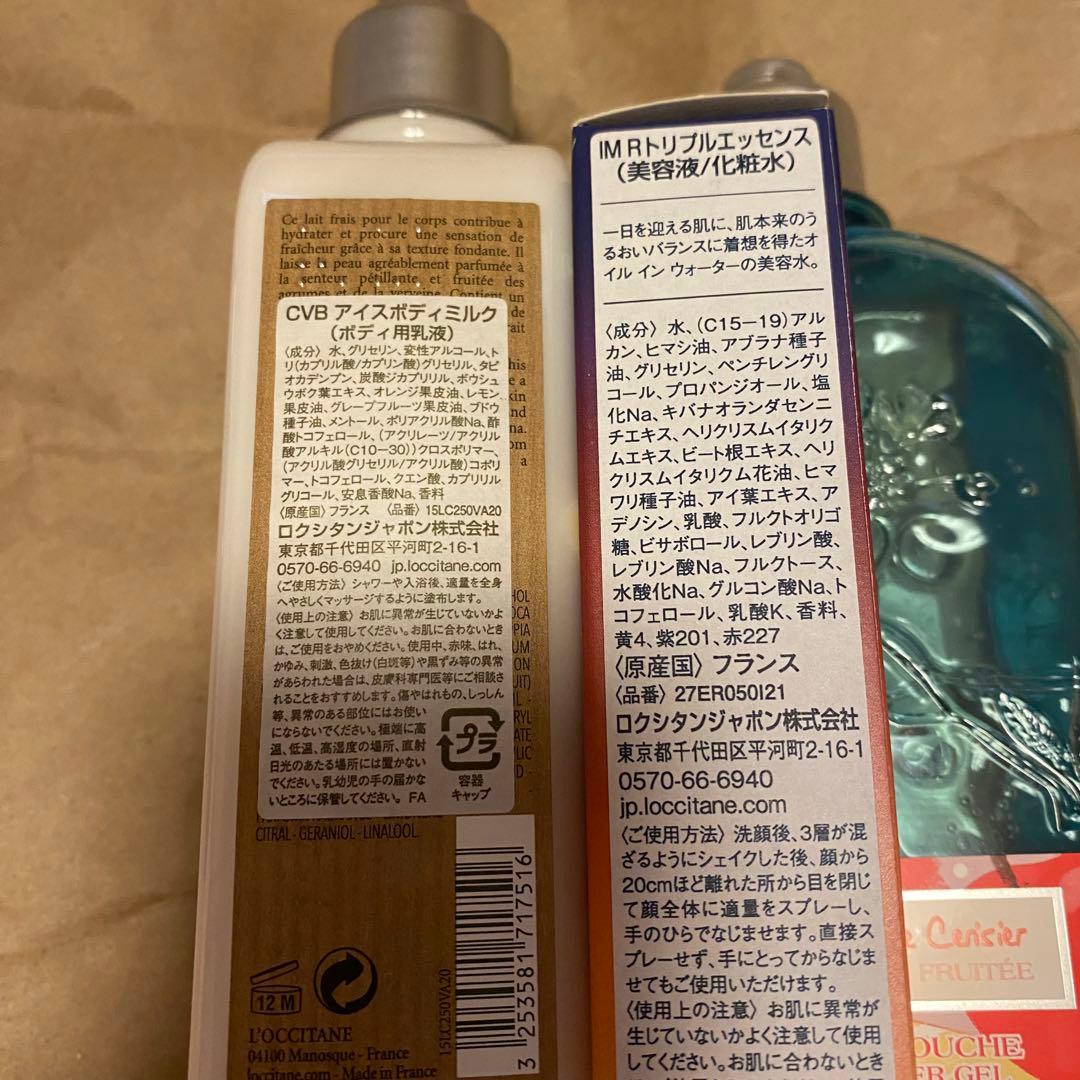 Ce lait frais pour le corps contribue à
hydrater et procure une sensation de
fraîcheur grâce à sa texture fondante. Il
laisse la peau agréablement parfumée à
la senteur pétillante et fruitée des
agrumes et de la verveine. Contient un
CVB アイスボディミルク
(ボディ用乳液)
〈成分〉水、グリセリン、変性アルコール、ト
リ(カプリル酸/カプリン酸)グリセリル、タピ
オカデンプン、炭酸ジカプリリル、ボウシュ
ウボク葉エキス、オレンジ果皮油、レモン
果皮油、グレープフルーツ果皮油、ブドウ
種子油、メントール、ポリアクリル酸Na、酢
酸トコフェロール、(アクリレーツ/アクリル
酸アルキル(C10-30))クロスポリマー、
(アクリル酸グリセリル/アクリル酸)コポリ
マー、トコフェロール、クエン酸、カプリリル
グリコール、安息香酸Na、香料
〈原産国〉フランス 〈品番〉15LC250VA20
ロクシタンジャポン株式会社
東京都千代田区平河町2-16-1
0570-66-6940 jp.loccitane.com
〈ご使用方法〉シャワーや入浴後、適量を全身
へやさしくマッサージするように塗布します。
〈使用上の注意〉お肌に異常が生じていないかよ
く注意して使用してください。お肌に合わないとき
は、ご使用をおやめください。使用中、赤味、はれ、
かゆみ、刺激、色抜け(白斑等)や黒ずみ等の異常
があらわれた場合は、皮膚科専門医等にご相談さ
れることをおすすめします。傷やはれもの、しっしん
等、異常のある部位にはお使い
にならないでください。極端に高
温、低温、高湿度の場所、直射
日光のあたる場所には置かない
でください。乳幼児の手の届かな
いところに保管してください。 FA
プラ
容器
キャップ
CITRAL - GERANIOL - LINALOOL
12 M
L'OCCITANE
04100 Manosque - France
loccitane.com - Made in France
15LC250VA20
3 253581 717516
IM Rトリプルエッセンス
(美容液/化粧水)
一日を迎える肌に、肌本来のう
るおいバランスに着想を得たオ
イル イン ウォーターの美容水。
〈成分〉水、(C15-19)アル
カン、ヒマシ油、アブラナ種子
油、グリセリン、ペンチレングリ
コール、プロパンジオール、塩
化Na、キバナオランダセンニ
チエキス、ヘリクリスムイタリク
ムエキス、ビート根エキス、ヘリ
クリスムイタリクム花油、ヒマ
ワリ種子油、アイ葉エキス、ア
デノシン、乳酸、フルクトオリゴ
糖、ビサボロール、レブリン酸、
レブリン酸Na、フルクトース、
水酸化Na、グルコン酸Na、ト
コフェロール、乳酸K、香料、
黄4、紫201、赤227
〈原産国〉フランス
〈品番〉27ER050I21
ロクシタンジャポン株式会社
東京都千代田区平河町2-16-1
0570-66-6940
jp.loccitane.com
〈ご使用方法〉洗顔後、3層が混
ざるようにシェイクした後、顔から
20cmほど離れた所から目を閉じ
て顔全体に適量をスプレーし、
手のひらでなじませます。直接ス
プレーせず、手にとってからなじま
せてもご使用いただけます。
〈使用上の注意〉お肌に異常が
生じていないかよく注意して使用
してください。お肌に合わないとき
Cerisier
FRUITÉE
OUCHE
ER GEL